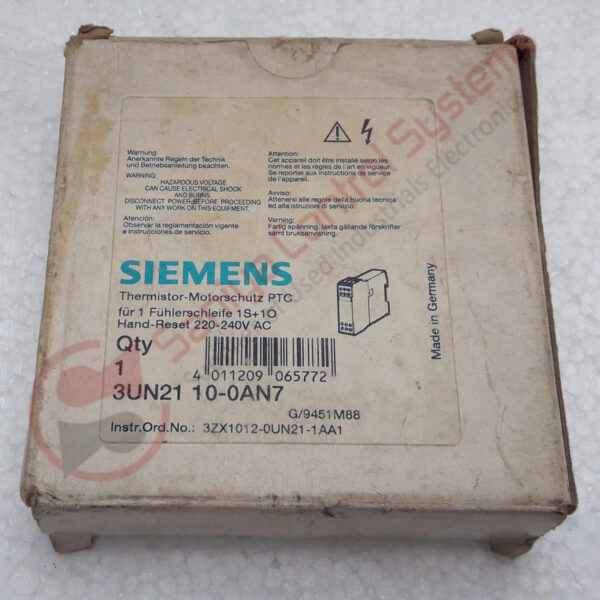 Warnung:
Anerkannte Regeln der Technik
und Betriebsanleitung beachten.
WARNING:
HAZARDOUS VOLTAGE
CAN CAUSE ELECTRICAL SHOCK
AND BURNS.
DISCONNECT POWER BEFORE PROCEEDING
WITH ANY WORK ON THIS EQUIPMENT.
Atención:
Observar la reglamentación vigente
e instrucciones de servicio.
Attention:
Cet appareil doit être installé selon les
normes et les règles de l'art en vigueur.
Se reporter aux instructions de service
de l'appareil.
Avviso:
Attenersi alle regole della buona tecnica
ed alla istruzioni di servizio.
Varning:
Farlig spänning: iakta gällande förskrifter
samt bruksanvisning.
SIEMENS
Thermistor-Motorschutz PTC
für 1 Fühlerschleife 1S+1Ö
Hand-Reset 220-240V AC
Qty
1
4 011209 065772
3UN21 10-0AN7
G/9451M88
Instr.Ord.No.: 3ZX1012-0UN21-1AA1
Made in Germany